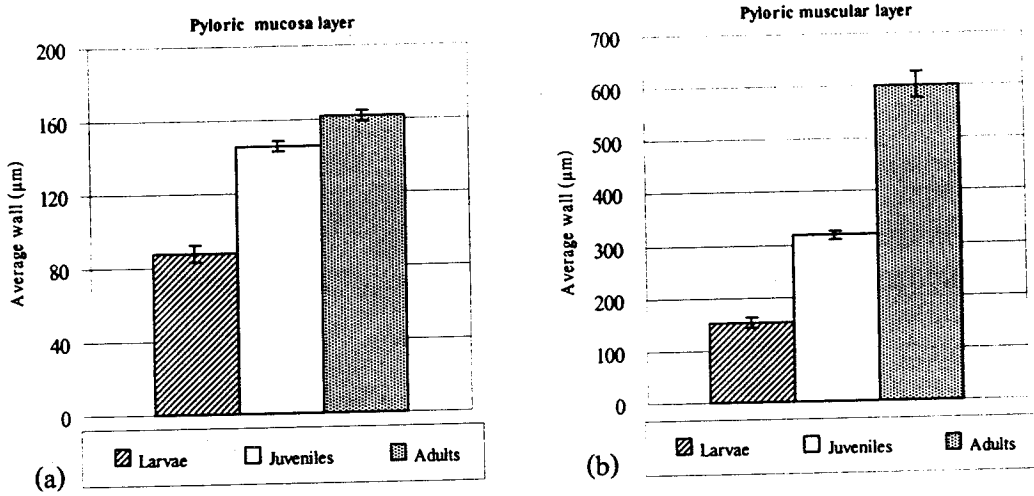 Pyloric mucosa layer
200
160
120
80
40
0
Average wall (µm)
Larvae Juveniles Adults
(a)
Pyloric muscular layer
700
600
500
400
300
200
100
0
Average wall (µm)
Larvae Juveniles Adults
(b)